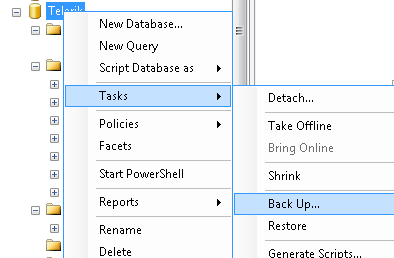 Telerik
New Database...
New Query
Script Database as
Tasks
Policies
Facets
Start PowerShell
Reports
Rename
Delete
Detach...
Take Offline
Bring Online
Shrink
Back Up...
Restore
Generate Scripts...